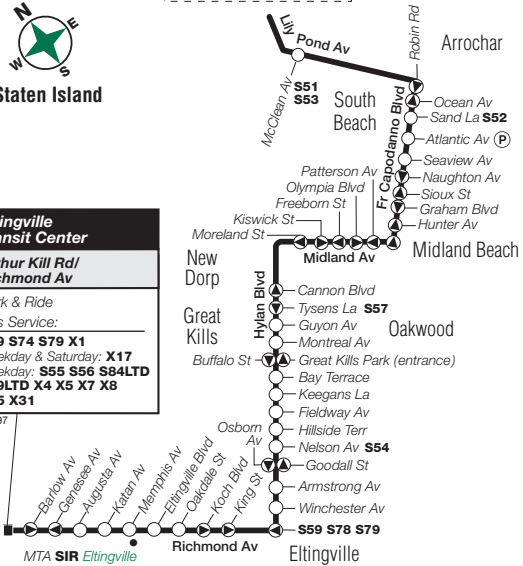 N
E
S
W
Staten Island
Lily
Pond Av
McClean Av
S51
S53
Robin Rd
Arrochar
South
Beach
Fr Capodanno Blvd
Ocean Av
Sand La S52
Atlantic Av P
Seaview Av
Naughton Av
Sioux St
Graham Blvd
Hunter Av
Patterson Av
Olympia Blvd
Freeborn St
Kiswick St
Moreland St
Midland Av
Midland Beach
New
Dorp
Great
Kills
Hylan Blvd
Cannon Blvd
Tysens La S57
Guyon Av
Oakwood
Montreal Av
Buffalo St
Great Kills Park (entrance)
Bay Terrace
Keegans La
Fieldway Av
Hillside Terr
Osborn
Av
Nelson Av S54
Goodall St
Armstrong Av
Winchester Av
S59 S78 S79
Eltingville
Richmond Av
King St
Koch Blvd
Oakdale St
Eltingville Blvd
Memphis Av
Katan Av
Augusta Av
Genesee Av
Barlow Av
MTA SIR Eltingville
ingville
nsit Center
hur Kill Rd/
chmond Av
k & Ride
s Service:
9 S74 S79 X1
ekday & Saturday: X17
ekday: S55 S56 S84LTD
9LTD X4 X5 X7 X8
5 X31
97